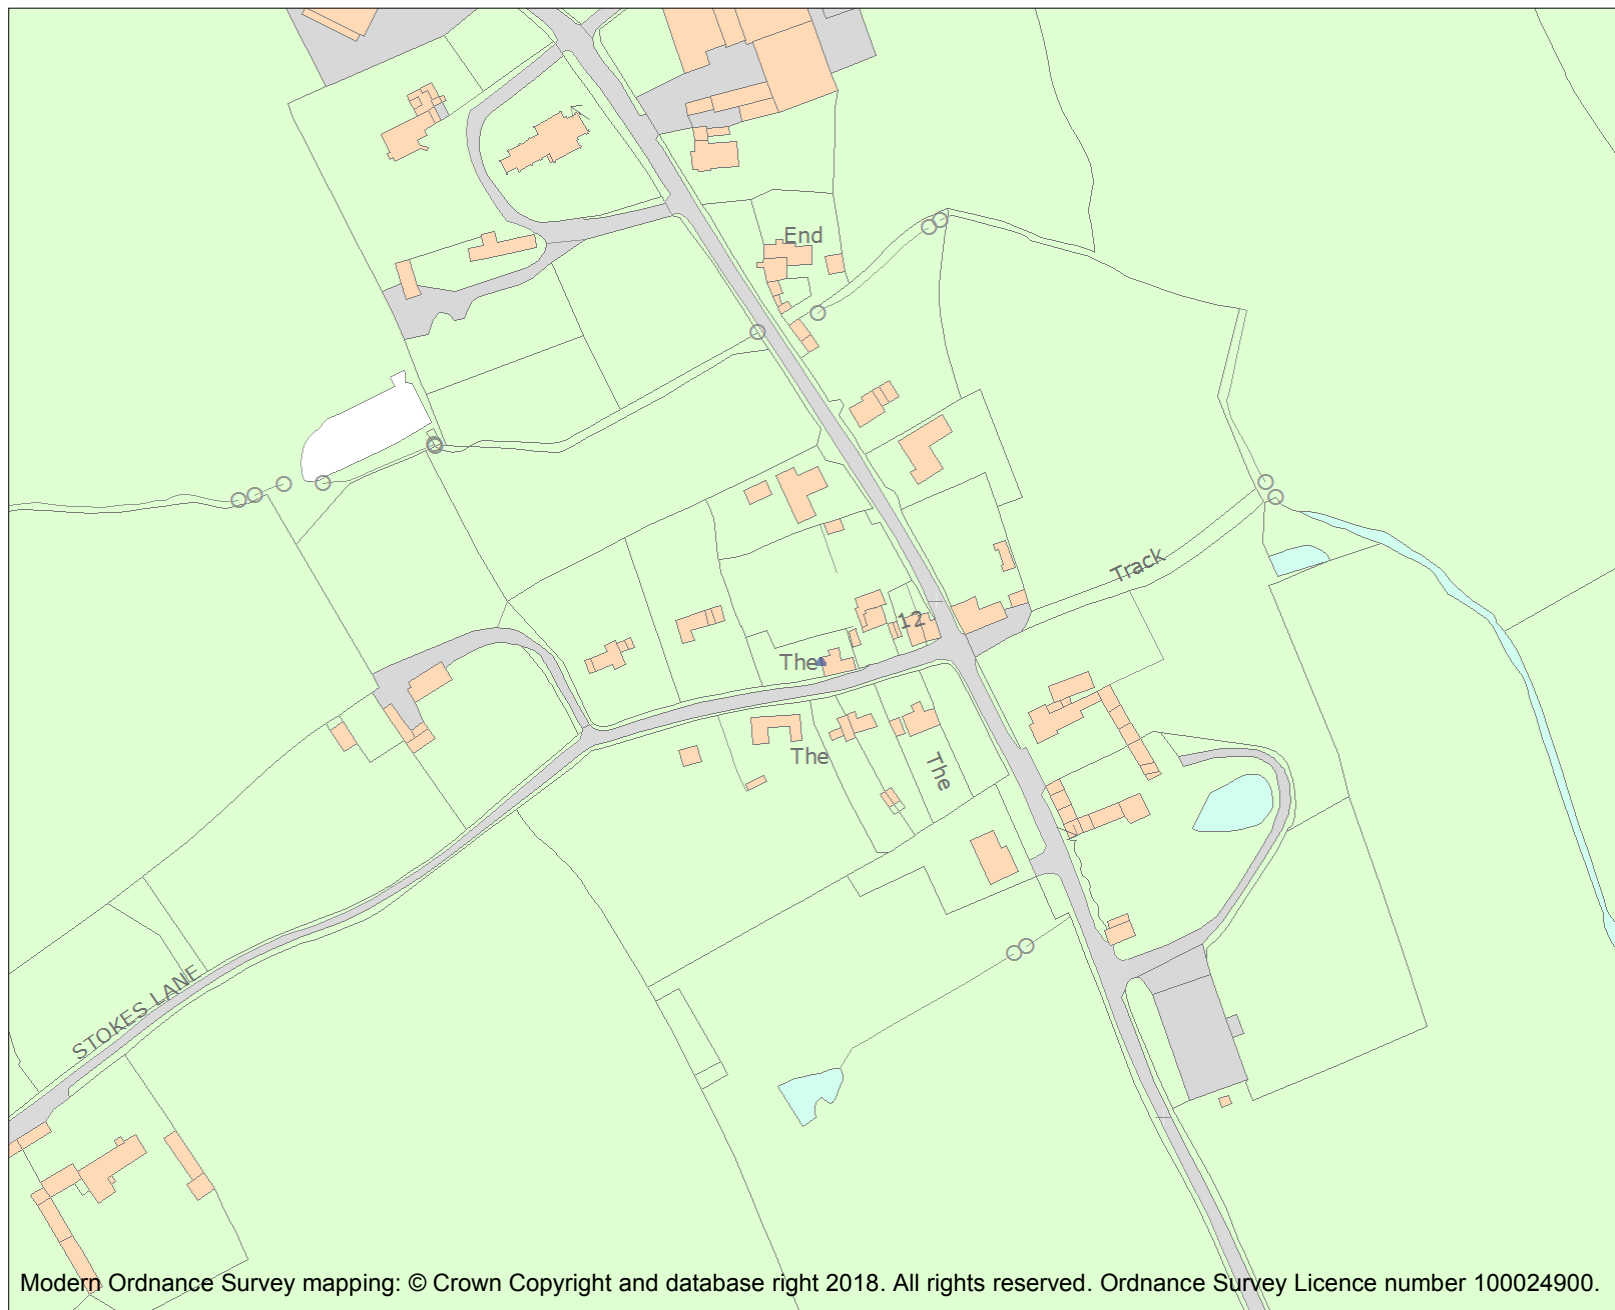 End
Track
12
The
The
The
STOKES LANE
Modern Ordnance Survey mapping: © Crown Copyright and database right 2018. All rights reserved. Ordnance Survey Licence number 100024900.